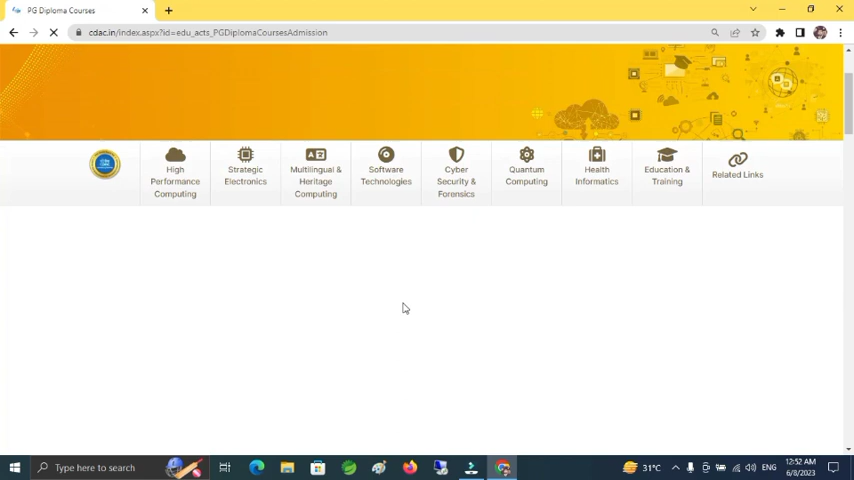 PG Diploma Courses
cdac.in/index.aspx?id=edu_acts_PGDiplomaCoursesAdmission
High
Performance
Computing
Strategic
Electronics
Multilingual &
Heritage
Computing
Software
Technologies
Cyber
Security &
Forensics
Quantum
Computing
Health
Informatics
Education &
Training
Related Links
Type here to search
31°C
ENG
12:52 AM
6/8/2023